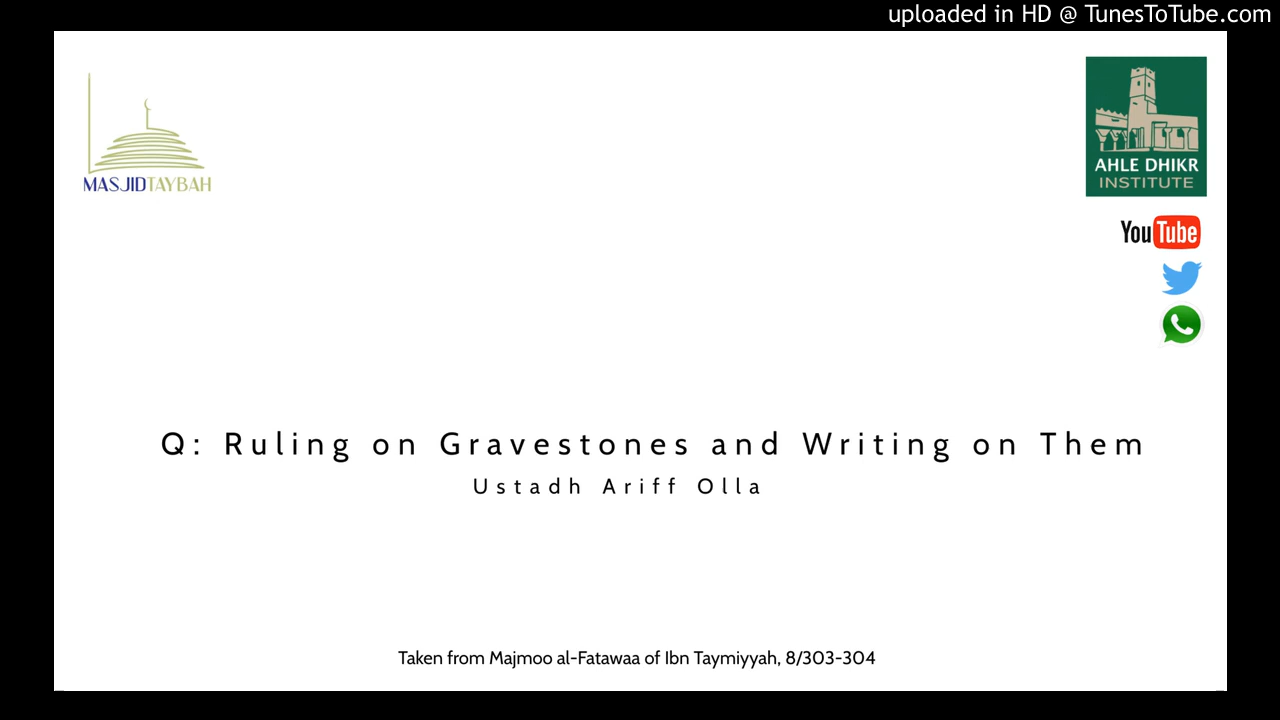 uploaded in HD @ TunesToTube.com
MASJIDTAYBAH
AHLE DHIKR
INSTITUTE
YouTube
Q: Ruling on Gravestones and Writing on Them
Ustadh Ariff Olla
Taken from Majmoo al-Fatawaa of Ibn Taymiyyah, 8/303-304